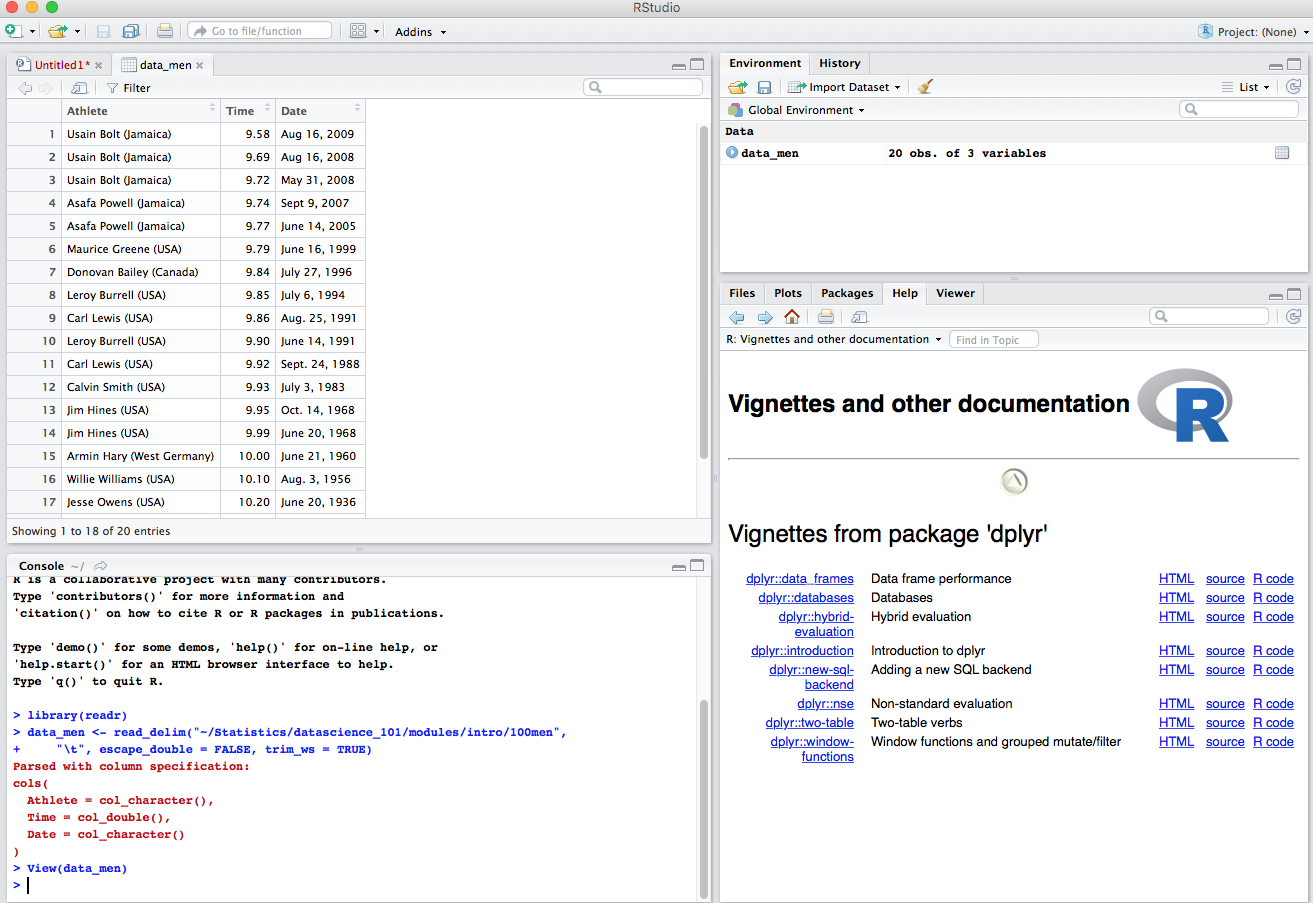 RStudio
Go to file/function
Addins
Project: (None)
Untitled1* data_men
Filter
Athlete Time Date
1 Usain Bolt (Jamaica) 9.58 Aug 16, 2009
2 Usain Bolt (Jamaica) 9.69 Aug 16, 2008
3 Usain Bolt (Jamaica) 9.72 May 31, 2008
4 Asafa Powell (Jamaica) 9.74 Sept 9, 2007
5 Asafa Powell (Jamaica) 9.77 June 14, 2005
6 Maurice Greene (USA) 9.79 June 16, 1999
7 Donovan Bailey (Canada) 9.84 July 27, 1996
8 Leroy Burrell (USA) 9.85 July 6, 1994
9 Carl Lewis (USA) 9.86 Aug. 25, 1991
10 Leroy Burrell (USA) 9.90 June 14, 1991
11 Carl Lewis (USA) 9.92 Sept. 24, 1988
12 Calvin Smith (USA) 9.93 July 3, 1983
13 Jim Hines (USA) 9.95 Oct. 14, 1968
14 Jim Hines (USA) 9.99 June 20, 1968
15 Armin Hary (West Germany) 10.00 June 21, 1960
16 Willie Williams (USA) 10.10 Aug. 3, 1956
17 Jesse Owens (USA) 10.20 June 20, 1936
Showing 1 to 18 of 20 entries
Console ~/
R is a collaborative project with many contributors.
Type 'contributors()' for more information and
'citation()' on how to cite R or R packages in publications.
Type 'demo()' for some demos, 'help()' for on-line help, or
'help.start()' for an HTML browser interface to help.
Type 'q()' to quit R.
> library(readr)
> data_men <- read_delim("~/Statistics/datascience_101/modules/intro/100men",
+ "\t", escape_double = FALSE, trim_ws = TRUE)
Parsed with column specification:
cols(
Athlete = col_character(),
Time = col_double(),
Date = col_character()
)
> View(data_men)
>
Environment History
Import Dataset
List
Global Environment
Data
data_men 20 obs. of 3 variables
Files Plots Packages Help Viewer
R: Vignettes and other documentation
Find in Topic
Vignettes and other documentation R
Vignettes from package 'dplyr'
dplyr::data_frames Data frame performance HTML source R code
dplyr::databases Databases HTML source R code
dplyr::hybrid- Hybrid evaluation HTML source R code
evaluation
dplyr::introduction Introduction to dplyr HTML source R code
dplyr::new-sql- Adding a new SQL backend HTML source R code
backend
dplyr::nse Non-standard evaluation HTML source R code
dplyr::two-table Two-table verbs HTML source R code
dplyr::window- Window functions and grouped mutate/filter HTML source R code
functions